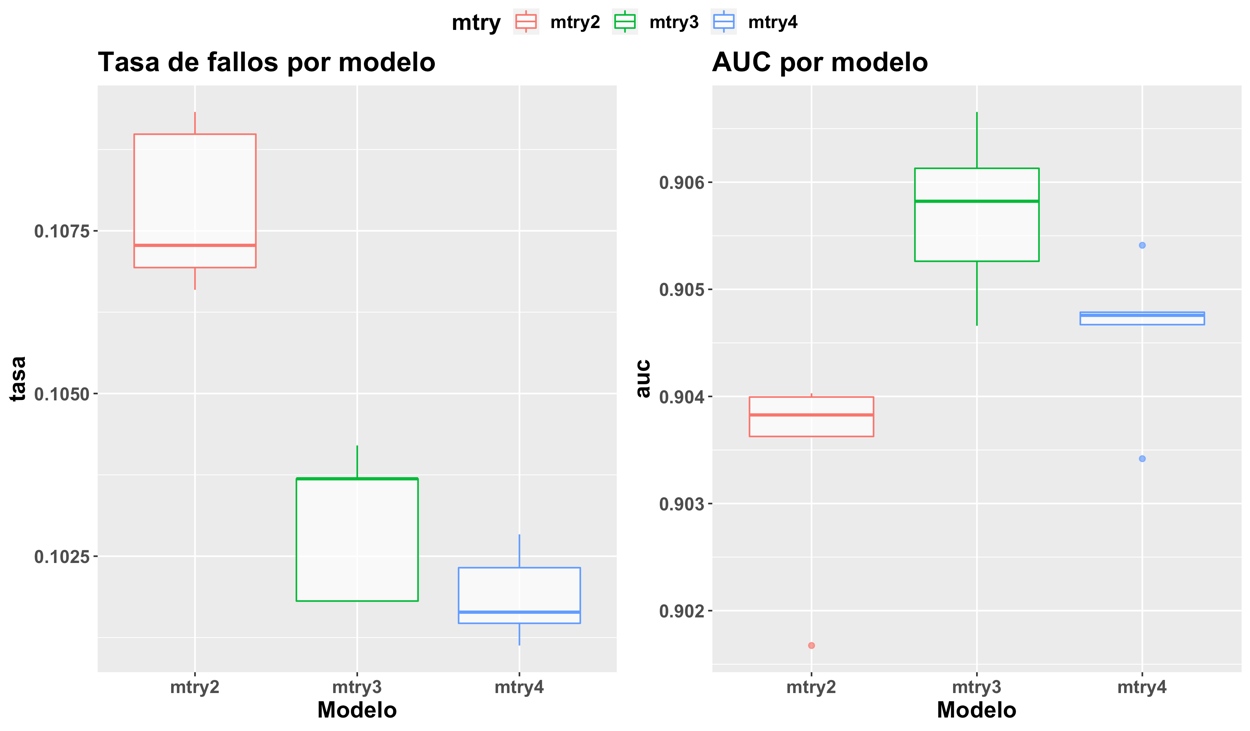 mtry mtry2 mtry3 mtry4
Tasa de fallos por modelo
tasa
0.1075
0.1050
0.1025
mtry2 mtry3 mtry4
Modelo
AUC por modelo
auc
0.906
0.905
0.904
0.903
0.902
mtry2 mtry3 mtry4
Modelo